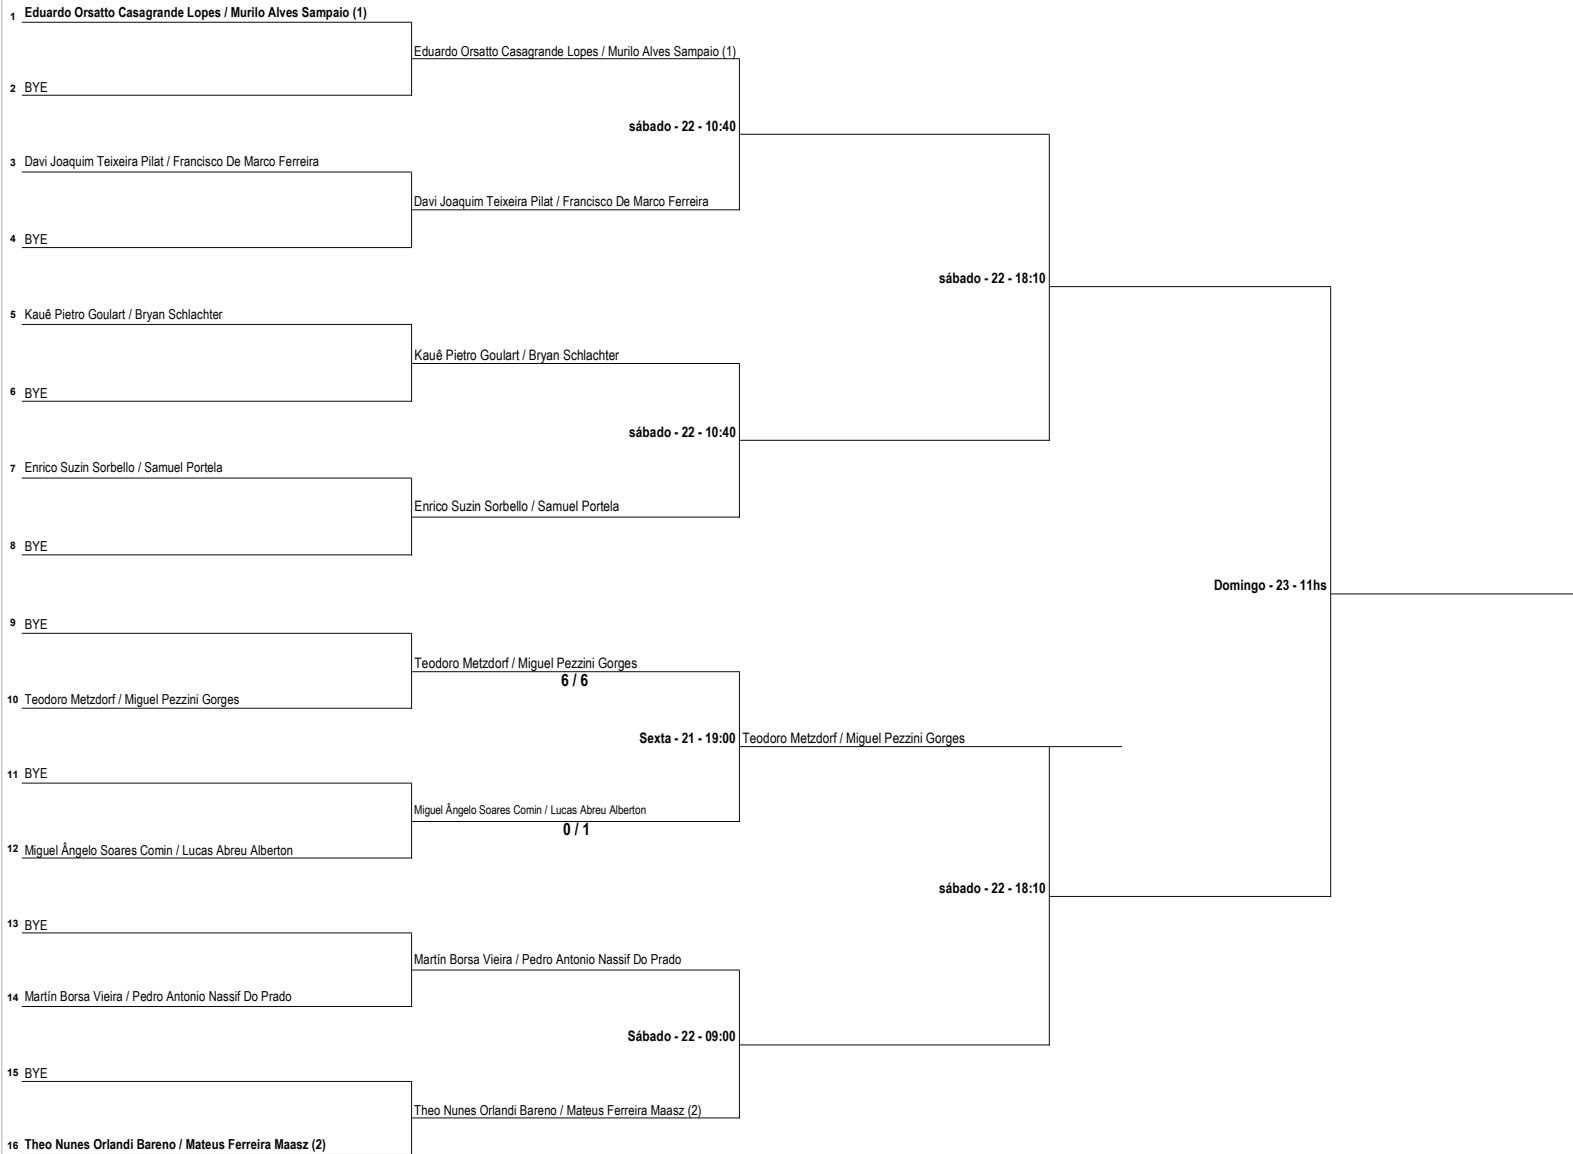 1 Eduardo Orsatto Casagrande Lopes / Murilo Alves Sampaio (1)
Eduardo Orsatto Casagrande Lopes / Murilo Alves Sampaio (1)
2 BYE
sábado - 22 - 10:40
3 Davi Joaquim Teixeira Pilat / Francisco De Marco Ferreira
Davi Joaquim Teixeira Pilat / Francisco De Marco Ferreira
4 BYE
sábado - 22 - 18:10
5 Kauê Pietro Goulart / Bryan Schlachter
Kauê Pietro Goulart / Bryan Schlachter
6 BYE
sábado - 22 - 10:40
7 Enrico Suzin Sorbello / Samuel Portela
Enrico Suzin Sorbello / Samuel Portela
8 BYE
Domingo - 23 - 11hs
9 BYE
Teodoro Metzdorf / Miguel Pezzini Gorges
6 / 6
10 Teodoro Metzdorf / Miguel Pezzini Gorges
Sexta - 21 - 19:00 Teodoro Metzdorf / Miguel Pezzini Gorges
11 BYE
Miguel Ângelo Soares Comin / Lucas Abreu Alberton
0 / 1
12 Miguel Ângelo Soares Comin / Lucas Abreu Alberton
sábado - 22 - 18:10
13 BYE
Martín Borsa Vieira / Pedro Antonio Nassif Do Prado
14 Martín Borsa Vieira / Pedro Antonio Nassif Do Prado
Sábado - 22 - 09:00
15 BYE
Theo Nunes Orlandi Bareno / Mateus Ferreira Maasz (2)
16 Theo Nunes Orlandi Bareno / Mateus Ferreira Maasz (2)